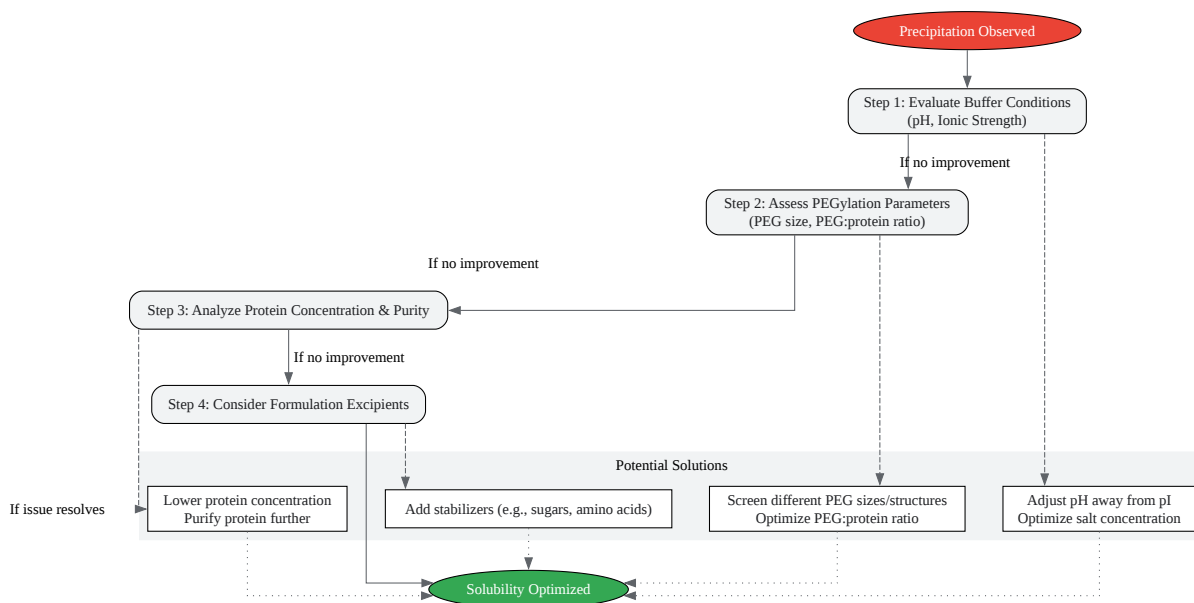 Precipitation Observed
Step 1: Evaluate Buffer Conditions
(pH, Ionic Strength)
If no improvement
Step 2: Assess PEGylation Parameters
(PEG size, PEG:protein ratio)
If no improvement
Step 3: Analyze Protein Concentration & Purity
If no improvement
Step 4: Consider Formulation Excipients
Potential Solutions
If issue resolves
Lower protein concentration
Purify protein further
Add stabilizers (e.g., sugars, amino acids)
Screen different PEG sizes/structures
Optimize PEG:protein ratio
Adjust pH away from pI
Optimize salt concentration
Solubility Optimized